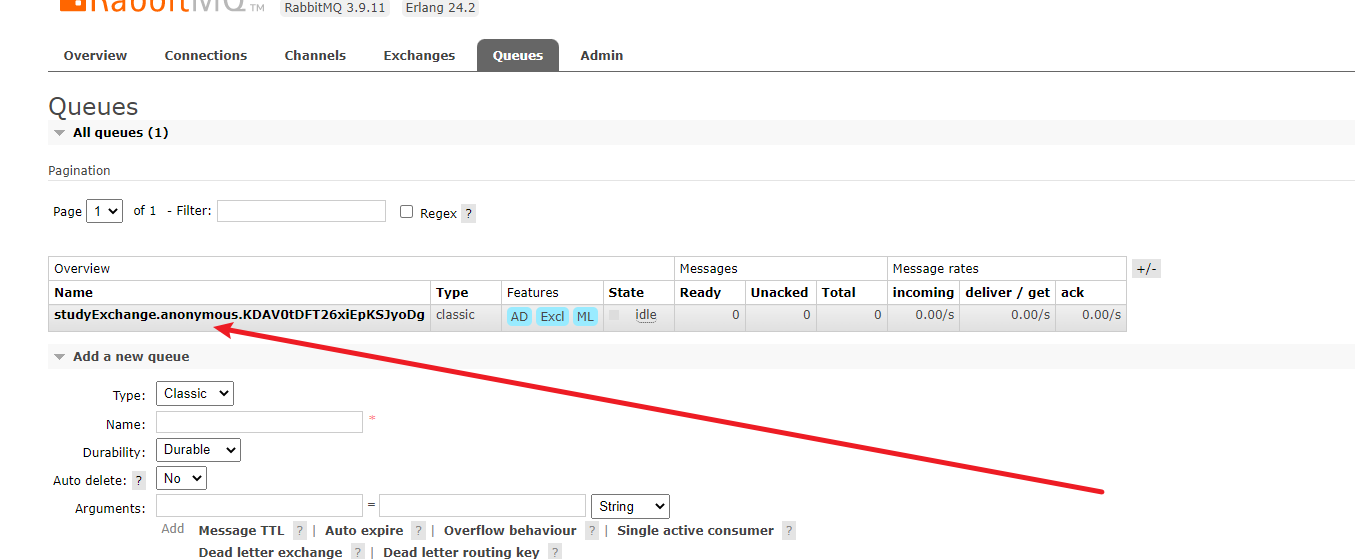 RabbitMQ TM RabbitMQ 3.9.11 Erlang 24.2
Overview Connections Channels Exchanges Queues Admin
Queues
All queues (1)
Pagination
Page 1 of 1 - Filter: Regex ?
Overview Messages Message rates +/-
Name Type Features State Ready Unacked Total incoming deliver / get ack
studyExchange.anonymous.KDAV0tDFT26xiEpKSJyoDg classic AD Excl ML idle 0 0 0 0.00/s 0.00/s 0.00/s
Add a new queue
Type: Classic
Name: *
Durability: Durable
Auto delete: ? No
Arguments: = String
Add Message TTL ? | Auto expire ? | Overflow behaviour ? | Single active consumer ?
Dead letter exchange ? | Dead letter routing key ?